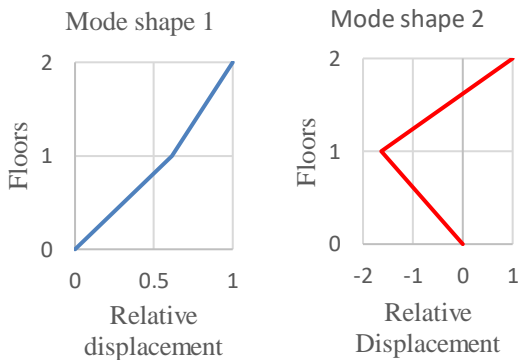 Mode shape 1
2
1
0
Floors
0 0.5 1
Relative
displacement
Mode shape 2
2
1
0
Floors
-2 -1 0 1
Relative
Displacement